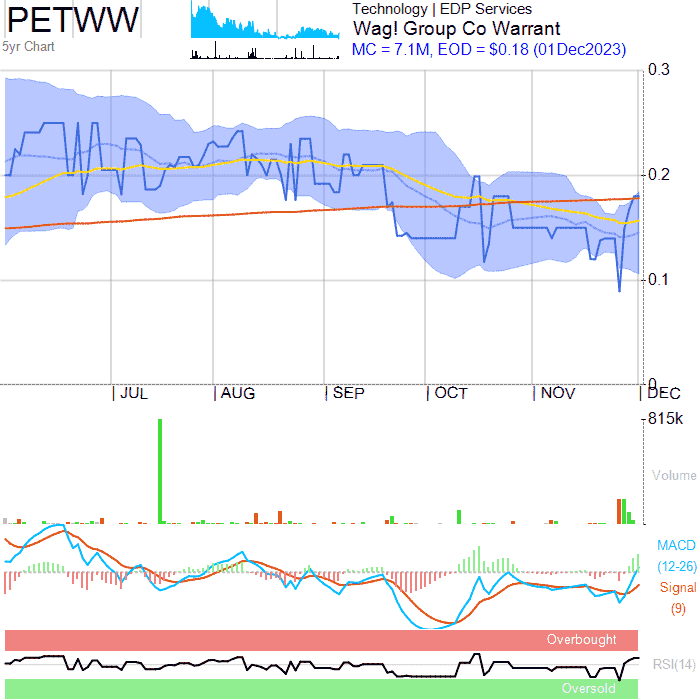 PETWW
5yr Chart
Technology | EDP Services
Wag! Group Co Warrant
MC = 7.1M, EOD = $0.18 (01Dec2023)
0.3
0.2
0.1
0
JUL
AUG
SEP
OCT
NOV
DEC
815k
Volume
MACD
(12-26)
Signal
(9)
Overbought
RSI(14)
Oversold